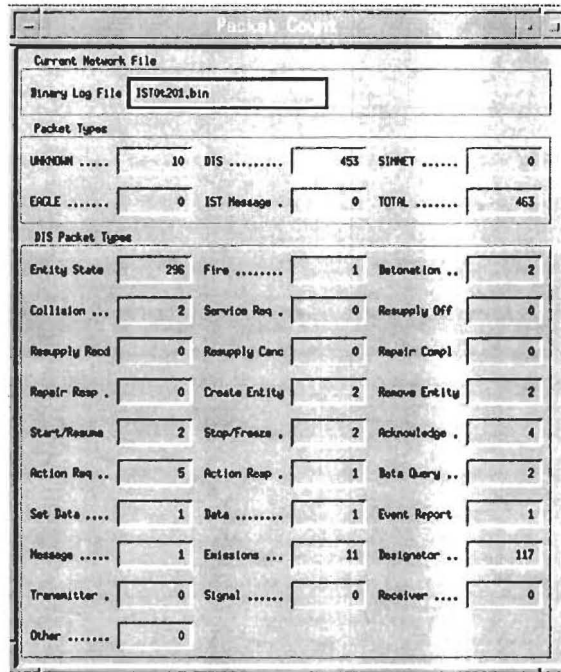 Packet Count
Current Network File
Binary Log File IST0t201.bin
Packet Types
UNKNOWN ..... 10 DIS ......... 453 SIMNET ...... 0
EAGLE ....... 0 IST Message . 0 TOTAL ....... 463
DIS Packet Types
Entity State 296 Fire ........ 1 Detonation .. 2
Collision ... 2 Service Req . 0 Resupply Off 0
Resupply Recd 0 Resupply Canc 0 Repair Compl 0
Repair Resp . 0 Create Entity 2 Remove Entity 2
Start/Resume 2 Stop/Freeze . 2 Acknowledge . 4
Action Req .. 5 Action Resp . 1 Data Query .. 2
Set Data .... 1 Data ........ 1 Event Report 1
Message ..... 1 Emissions ... 11 Designator .. 117
Transmitter . 0 Signal ...... 0 Receiver .... 0
Other ....... 0